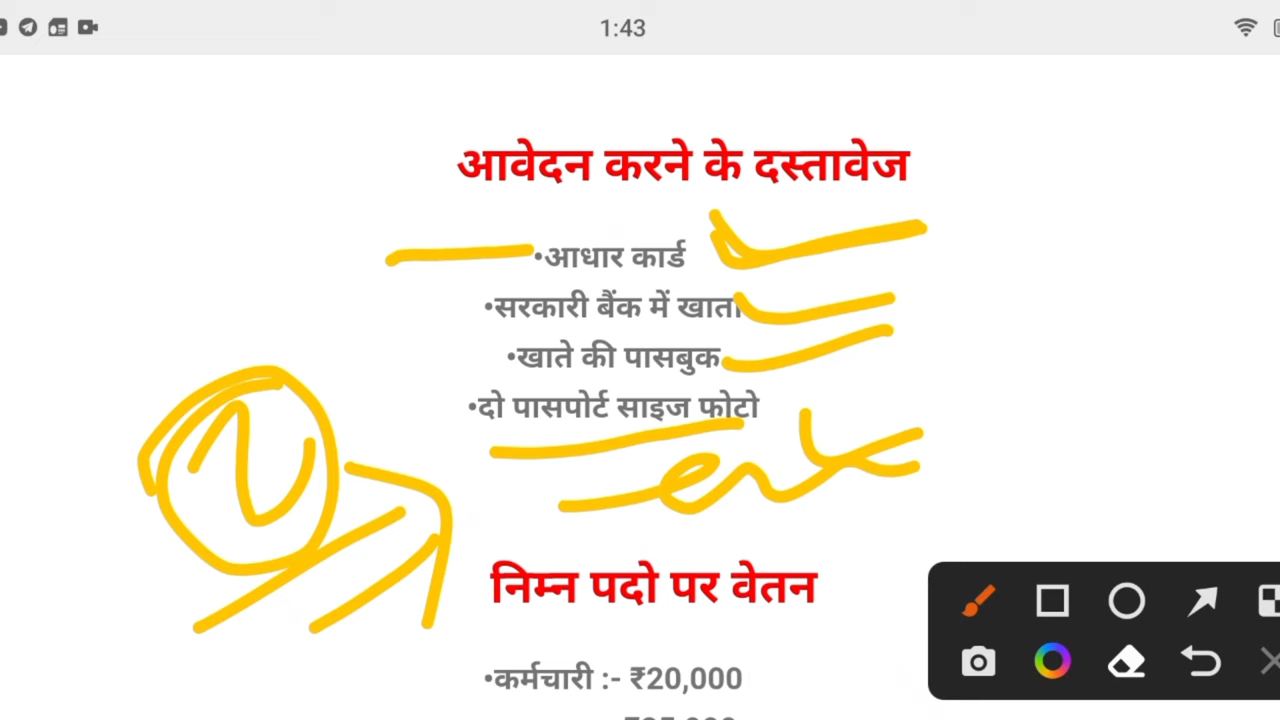 1:43
आवेदन करने के दस्तावेज
•आधार कार्ड
•सरकारी बैंक में खाता
•खाते की पासबुक
•दो पासपोर्ट साइज फोटो
निम्न पदो पर वेतन
•कर्मचारी :- ₹20,000